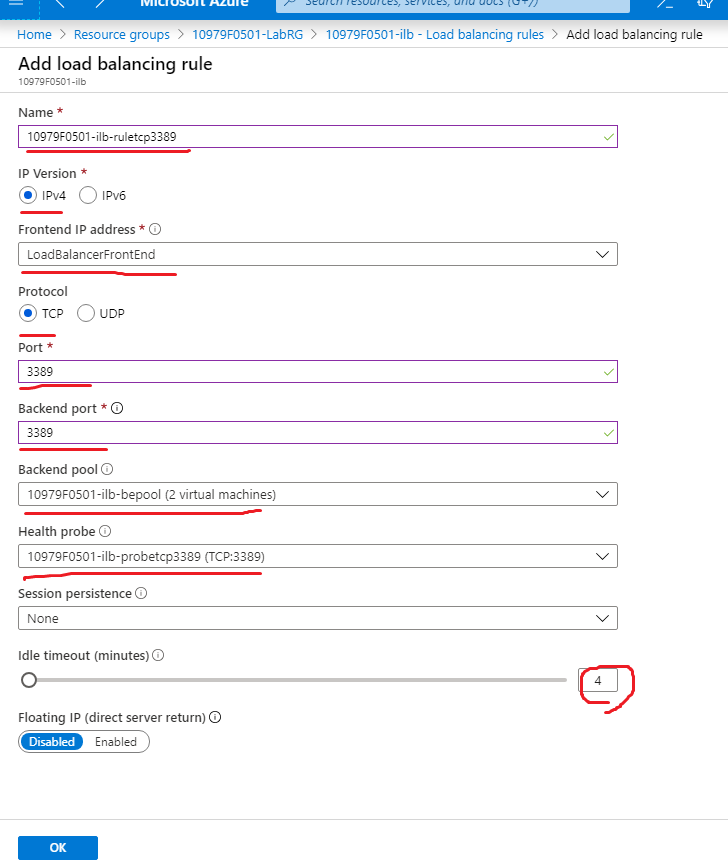 Microsoft Azure
Search resources, services, and docs (G+/)
Home > Resource groups > 10979F0501-LabRG > 10979F0501-ilb - Load balancing rules > Add load balancing rule
Add load balancing rule
10979F0501-ilb
Name *
10979F0501-ilb-ruletcp3389
IP Version *
IPv4 IPv6
Frontend IP address *
LoadBalancerFrontEnd
Protocol
TCP UDP
Port *
3389
Backend port *
3389
Backend pool
10979F0501-ilb-bepool (2 virtual machines)
Health probe
10979F0501-ilb-probetcp3389 (TCP:3389)
Session persistence
None
Idle timeout (minutes)
4
Floating IP (direct server return)
Disabled Enabled
OK